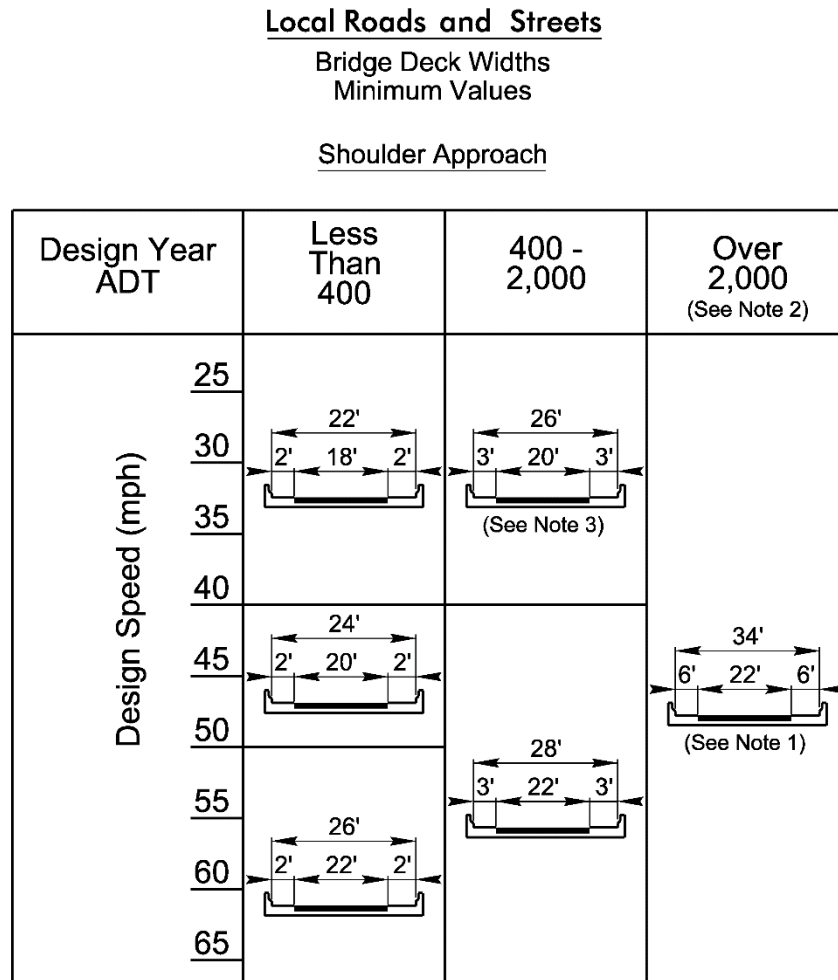 Local Roads and Streets
Bridge Deck Widths
Minimum Values
Shoulder Approach
Design Year
ADT
Less
Than
400
400 -
2,000
Over
2,000
(See Note 2)
Design Speed (mph)
25
30
35
40
45
50
55
60
65
22'
2' 18' 2'
26'
3' 20' 3'
(See Note 3)
24'
2' 20' 2'
34'
6' 22' 6'
(See Note 1)
28'
3' 22' 3'
26'
2' 22' 2'